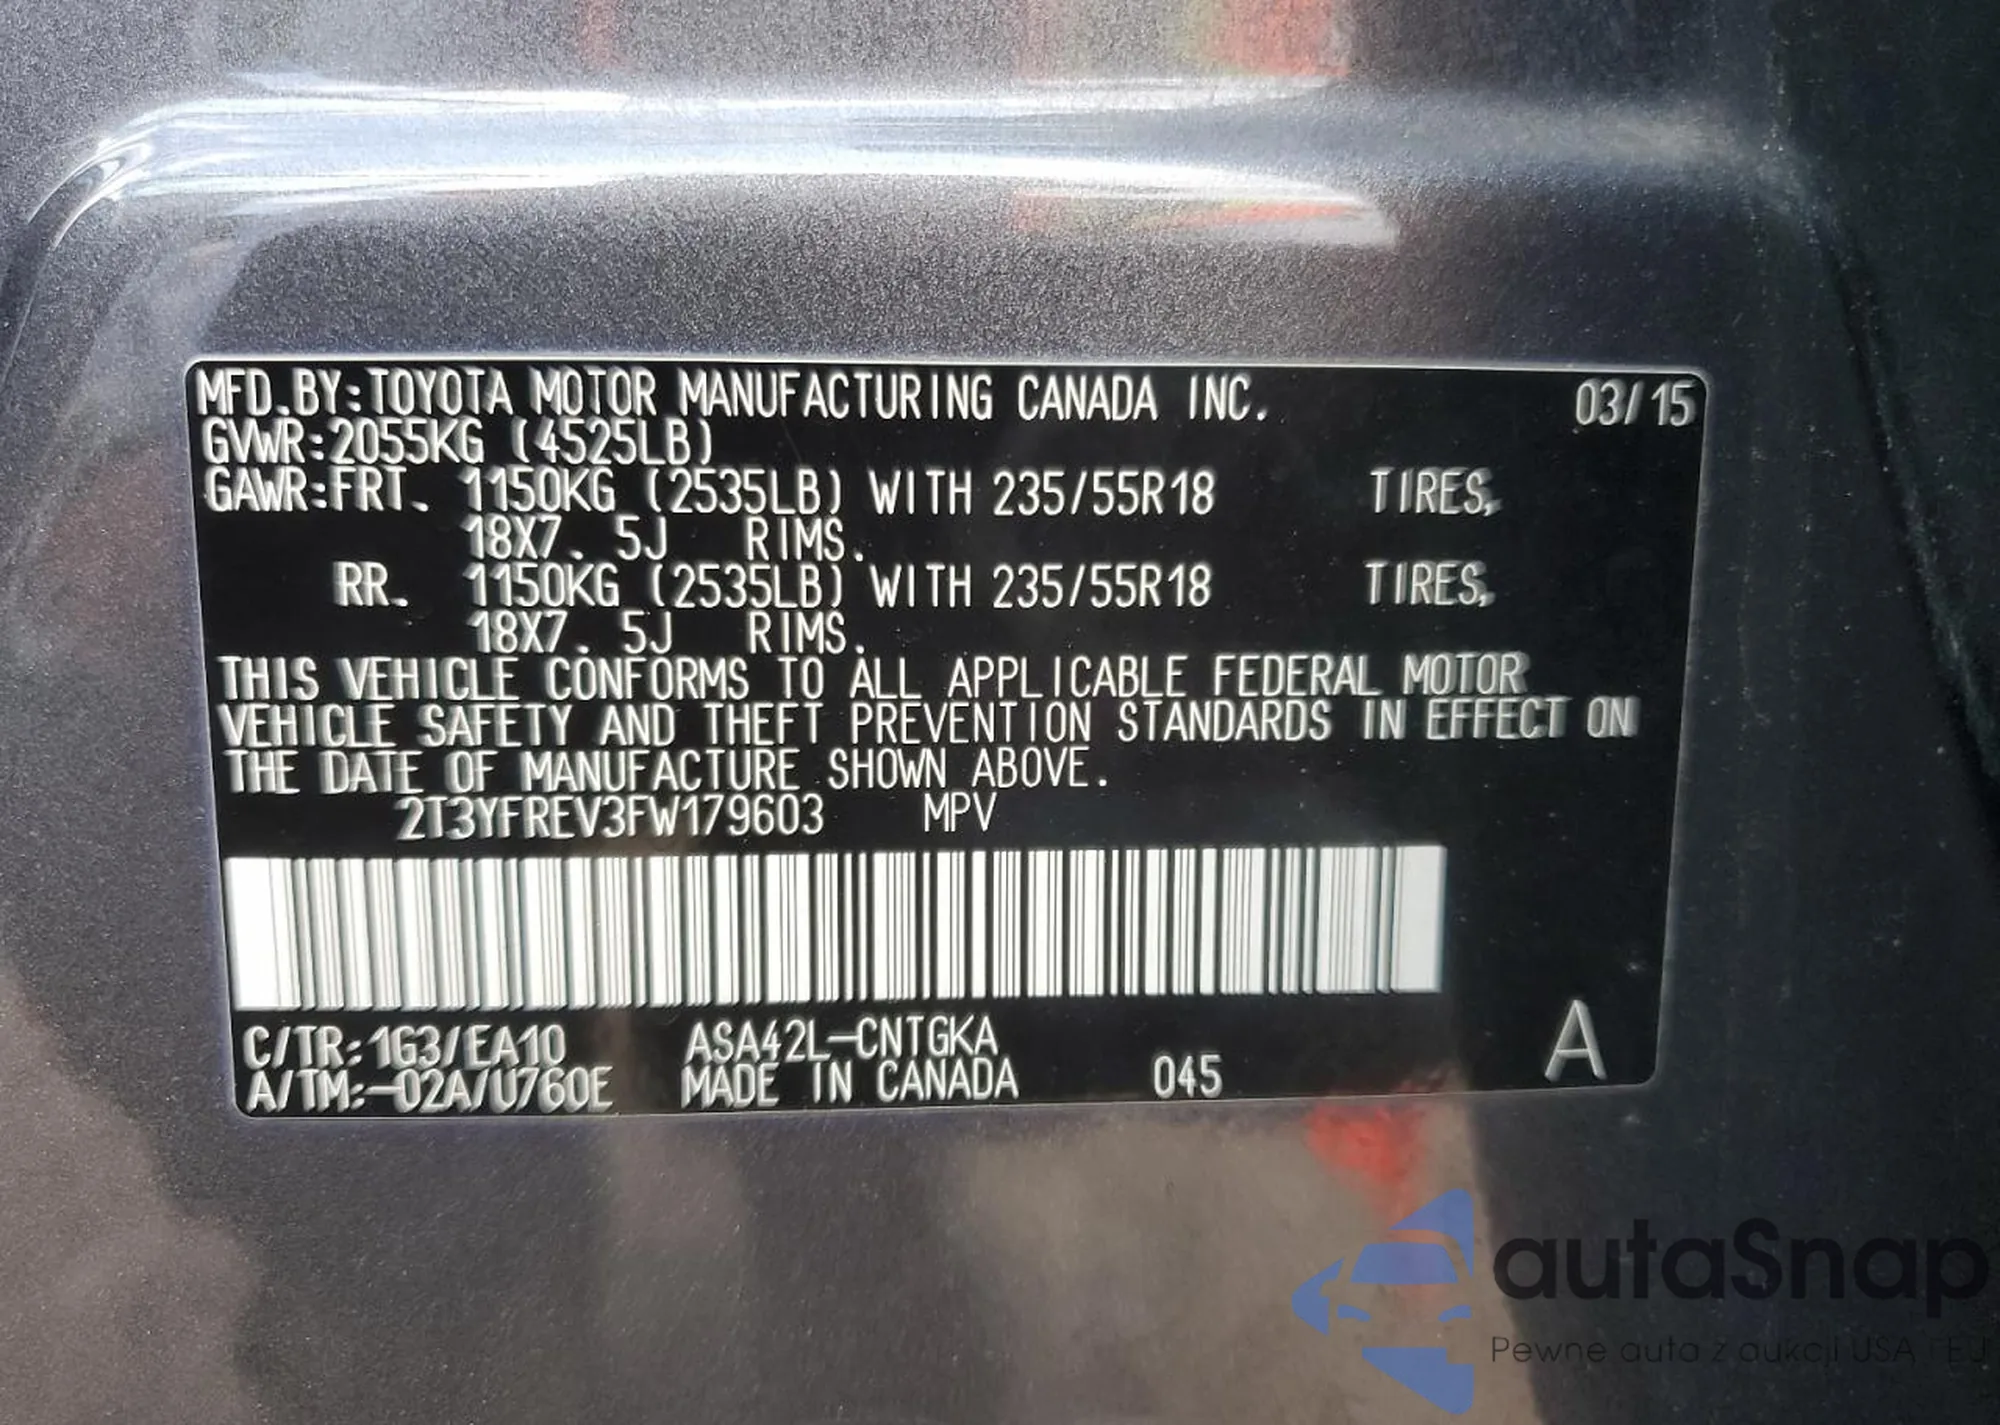 MFD.BY:TOYOTA MOTOR MANUFACTURING CANADA INC. 03/15
GVWR:2055KG (4525LB)
GAWR:FRT. 1150KG (2535LB) WITH 235/55R18 TIRES,
18X7.5J RIMS.
RR. 1150KG (2535LB) WITH 235/55R18 TIRES,
18X7.5J RIMS.
THIS VEHICLE CONFORMS TO ALL APPLICABLE FEDERAL MOTOR
VEHICLE SAFETY AND THEFT PREVENTION STANDARDS IN EFFECT ON
THE DATE OF MANUFACTURE SHOWN ABOVE.
2T3YFREV3FW179603 MPV
C/TR:1G3/EA10 ASA42L-CNTGKA
A/TM:-02A/U760E MADE IN CANADA 045 A
autaSnap
Pewne auta z aukcji USA i EU